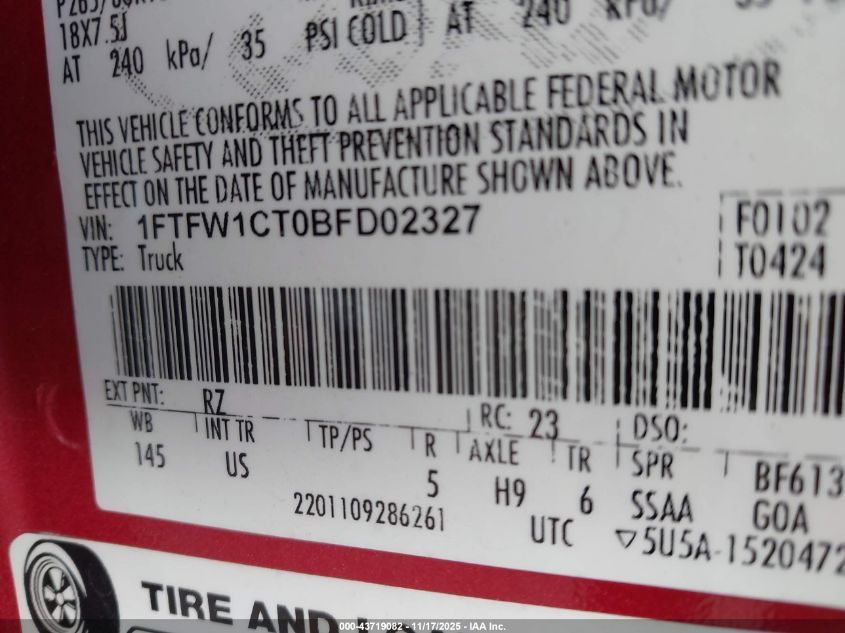 18X7.5J
AT 240 kPa/ 35 PSI COLD AT 240 kPa/
THIS VEHICLE CONFORMS TO ALL APPLICABLE FEDERAL MOTOR
VEHICLE SAFETY AND THEFT PREVENTION STANDARDS IN
EFFECT ON THE DATE OF MANUFACTURE SHOWN ABOVE.
VIN: 1FTFW1CT0BFD02327
F0102
TYPE: Truck
T0424
EXT PNT: RZ RC: 23 DSO:
WB INT TR TP/PS R AXLE TR SPR BF613
145 US 5 H9 6 SSAA GOA
2201109286261 UTC ▽5U5A-1520472
TIRE AND
000-43719082 — 11/17/2025 — IAA Inc.